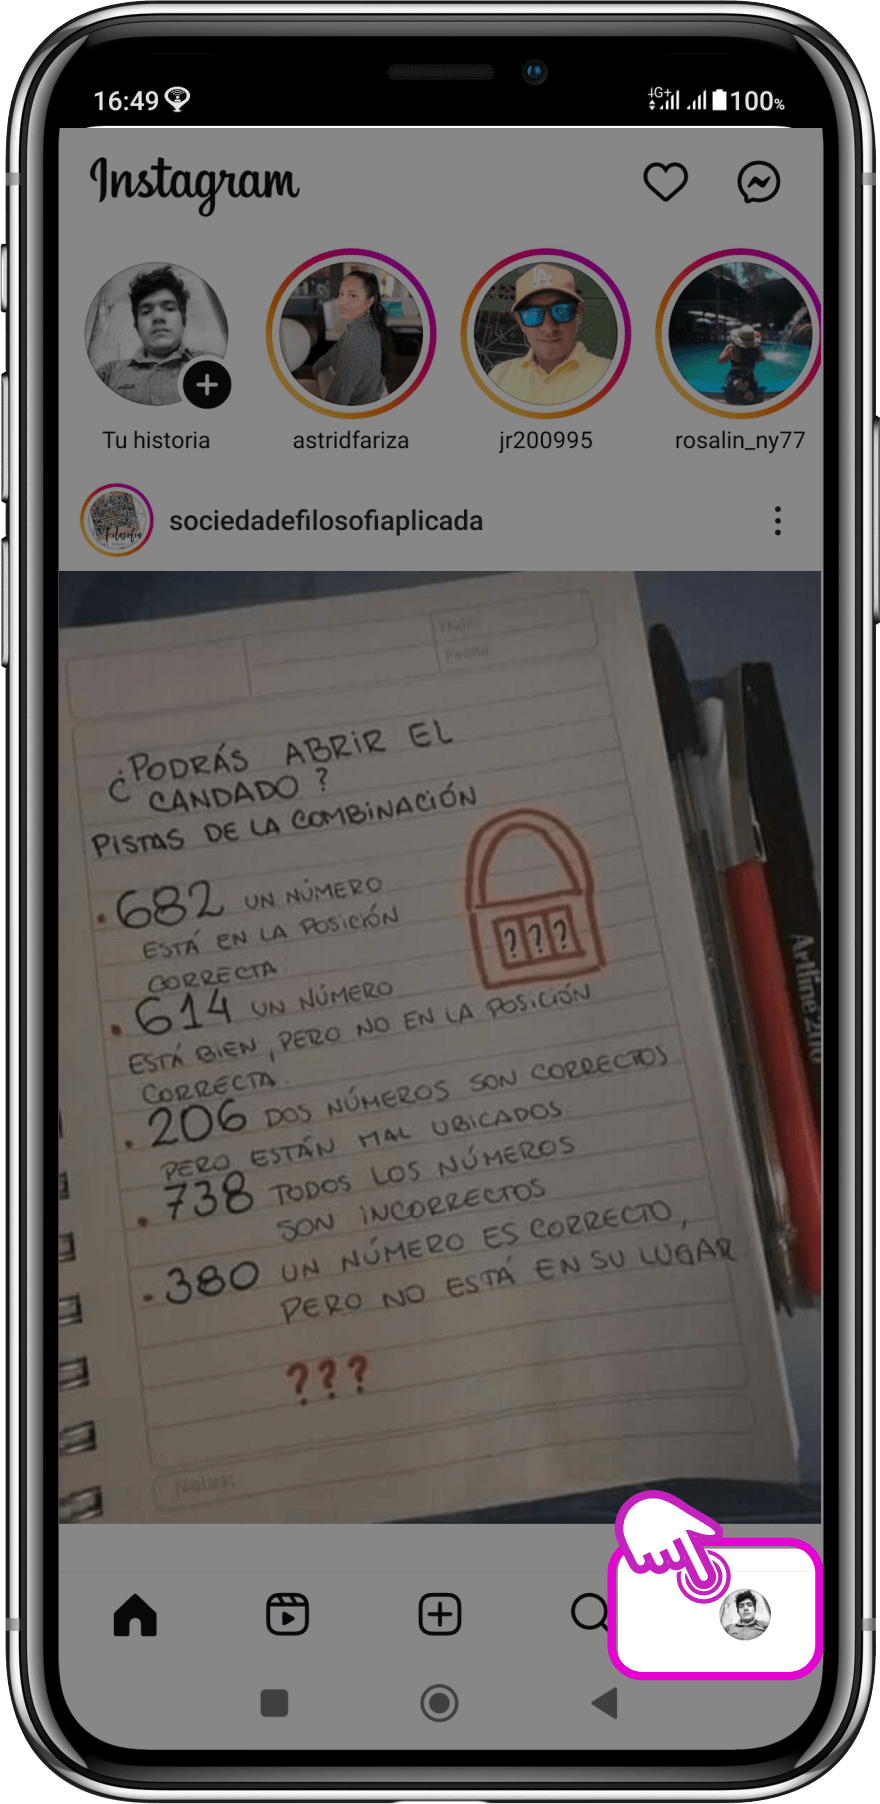 16:49
4G+ 100%
Instagram
Tu historia
astridfariza
jr200995
rosalin_ny77
sociedadefilosofiaplicada
Hoja:
Fecha:
¿PODRÁS ABRIR EL
CANDADO?
PISTAS DE LA COMBINACIÓN
• 682 UN NÚMERO
ESTÁ EN LA POSICIÓN
CORRECTA
???
• 614 UN NÚMERO
ESTÁ BIEN, PERO NO EN LA POSICIÓN
CORRECTA.
• 206 DOS NÚMEROS SON CORRECTOS
PERO ESTÁN MAL UBICADOS.
• 738 TODOS LOS NÚMEROS
SON INCORRECTOS
• 380 UN NÚMERO ES CORRECTO,
PERO NO ESTÁ EN SU LUGAR
???
Notas:
Artline 210